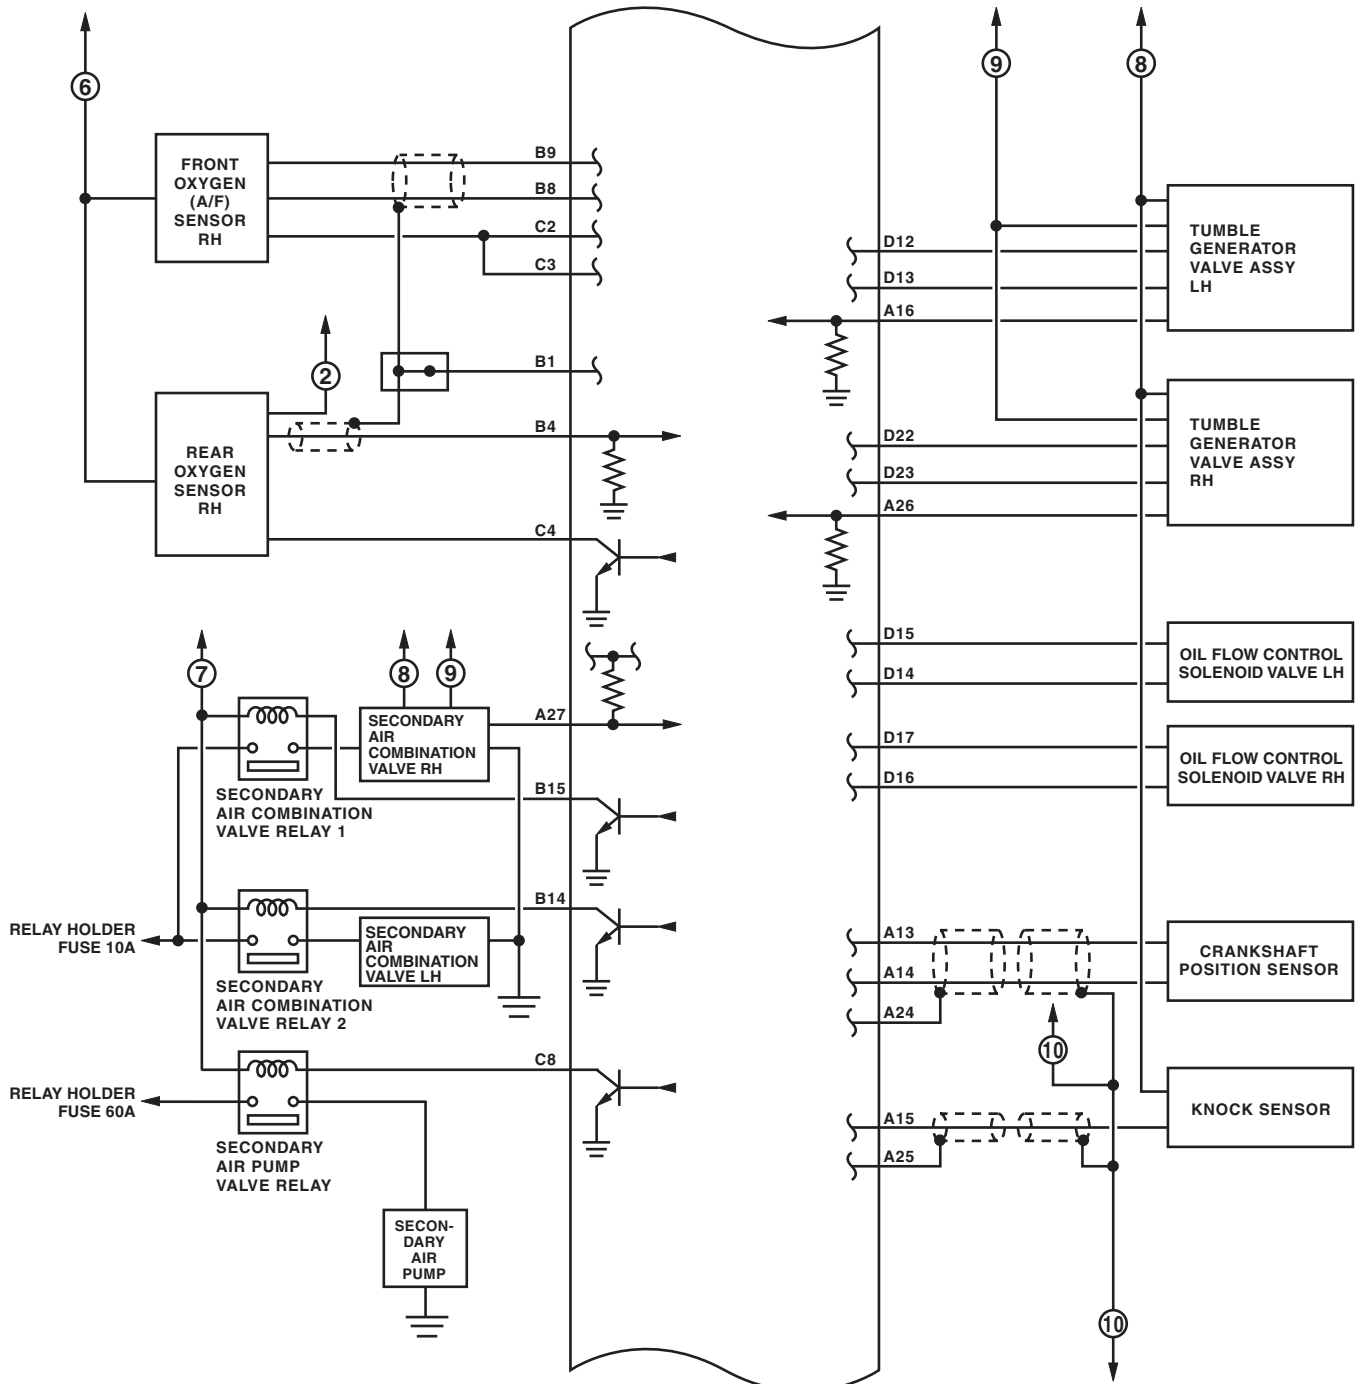 6
9
8
FRONT
OXYGEN
(A/F)
SENSOR
RH
B9
B8
C2
C3
2
B1
REAR
OXYGEN
SENSOR
RH
B4
C4
D12
D13
A16
TUMBLE
GENERATOR
VALVE ASSY
LH
D22
D23
A26
TUMBLE
GENERATOR
VALVE ASSY
RH
7
8
9
SECONDARY
AIR
COMBINATION
VALVE RH
A27
SECONDARY
AIR COMBINATION
VALVE RELAY 1
B15
D15
D14
OIL FLOW CONTROL
SOLENOID VALVE LH
D17
D16
OIL FLOW CONTROL
SOLENOID VALVE RH
RELAY HOLDER
FUSE 10A
B14
SECONDARY
AIR
COMBINATION
VALVE LH
SECONDARY
AIR COMBINATION
VALVE RELAY 2
A13
A14
A24
CRANKSHAFT
POSITION SENSOR
10
RELAY HOLDER
FUSE 60A
C8
SECONDARY
AIR PUMP
VALVE RELAY
A15
A25
KNOCK SENSOR
SECON-
DARY
AIR
PUMP
10